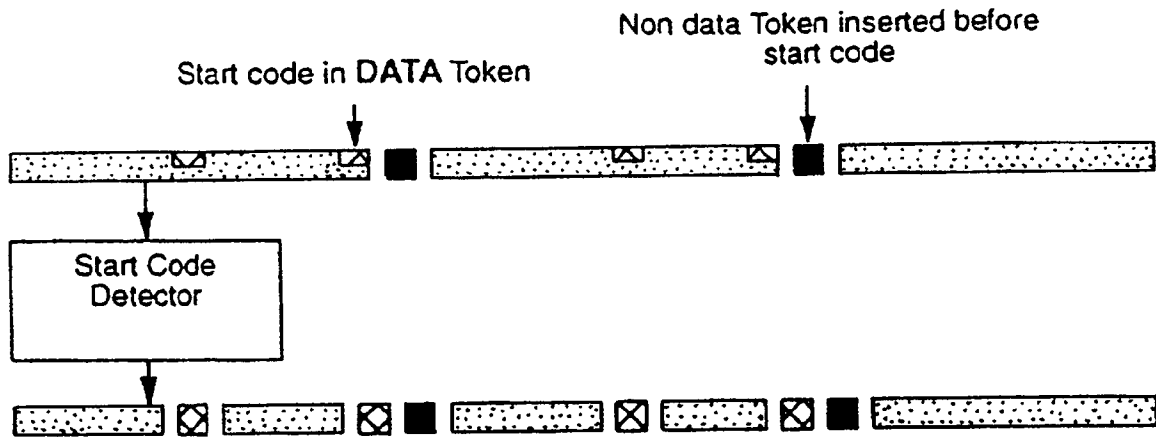 Non data Token inserted before
start code
Start code in DATA Token
Start Code
Detector